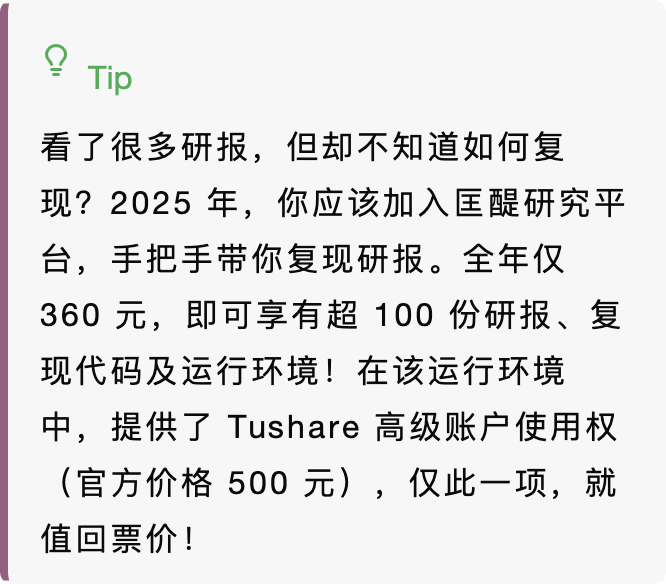 Tip
看了很多研报，但却不知道如何复
现？2025 年，你应该加入匡醍研究平
台，手把手带你复现研报。全年仅
360 元，即可享有超 100 份研报、复
现代码及运行环境！在该运行环境
中，提供了 Tushare 高级账户使用权
（官方价格 500 元），仅此一项，就
值回票价！